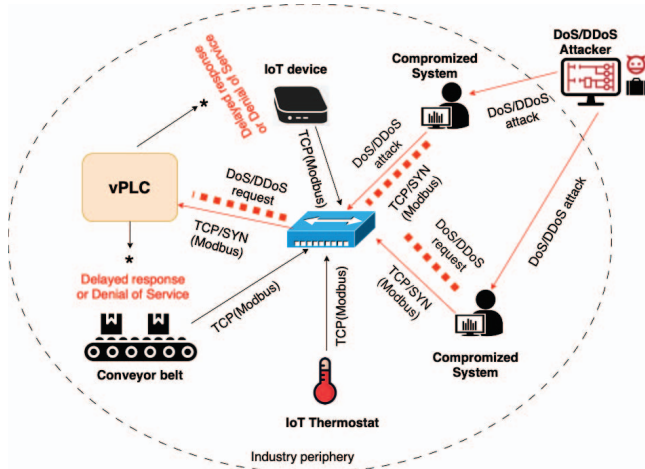 DoS/DDoS
Attacker
Compromized
System
IoT device
Delayed response
or Denial of Service
*
DoS/DDoS
attack
DoS/DDoS
attack
TCP(Modbus)
TCP/SYN
(Modbus)
DoS/DDoS
request
vPLC
TCP/SYN
(Modbus)
DoS/DDoS
request
DoS/DDoS attack
*
Delayed response
or Denial of Service
TCP(Modbus)
TCP(Modbus)
TCP/SYN
(Modbus)
Conveyor belt
Compromized
System
IoT Thermostat
Industry periphery